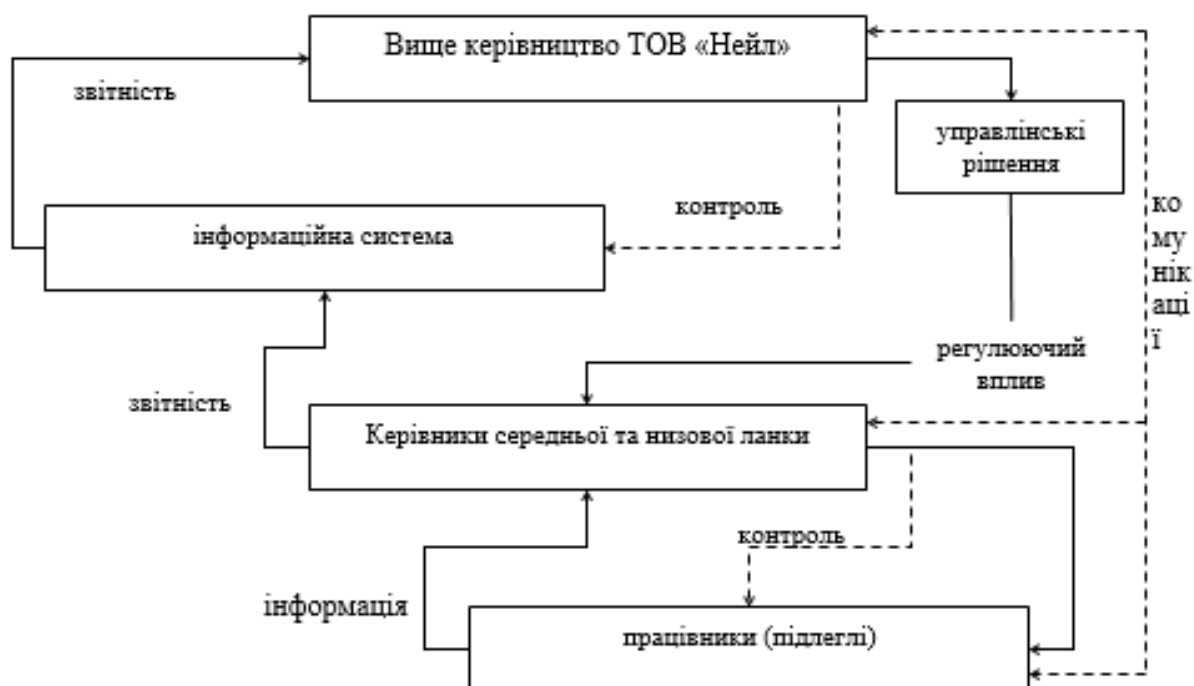 Вище керівництво ТОВ «Нейл»
звітність
управлінські
рішення
контроль
інформаційна система
ко
му
нік
аці
ї
регулюючий
вплив
звітність
Керівники середньої та низової ланки
контроль
інформація
працівники (підлеглі)